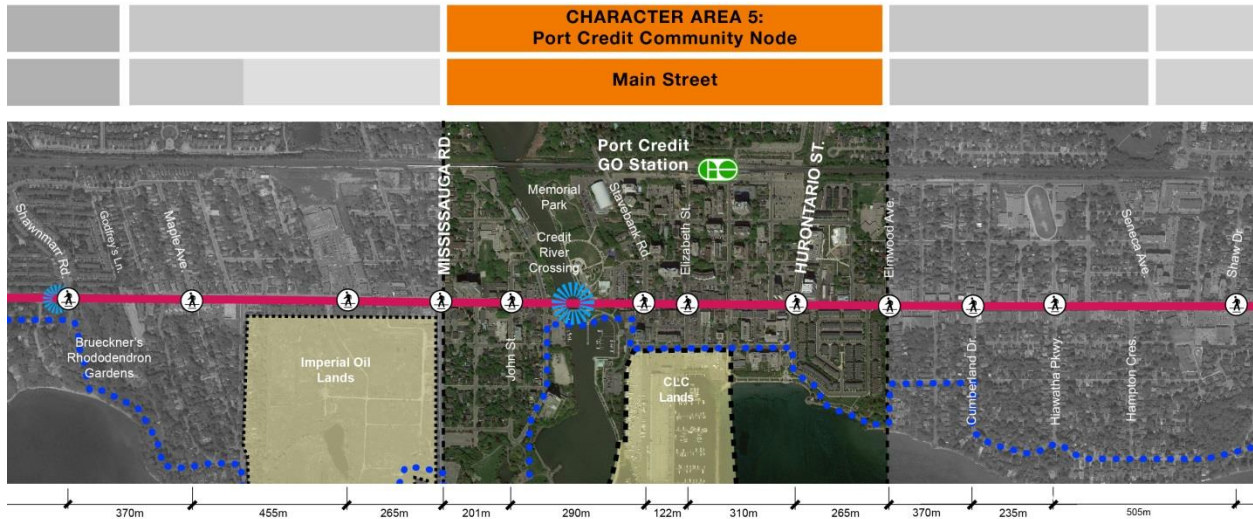 CHARACTER AREA 5:
Port Credit Community Node
Main Street
Port Credit
GO Station
GO
MISSISSAUGA RD.
Memorial
Park
Stavebank Rd.
Credit
River
Crossing
Elizabeth St.
HURONTARIO ST.
Elmwood Ave.
Shawnmarr Rd.
Godfrey's Ln.
Maple Ave.
Seneca Ave.
Shaw Dr.
Brueckner's
Rhododendron
Gardens
Imperial Oil
Lands
John St.
CLC
Lands
Cumberland Dr.
Hiawatha Pkwy.
Hampton Cres.
370m 455m 265m 201m 290m 122m 310m 265m 370m 235m 505m